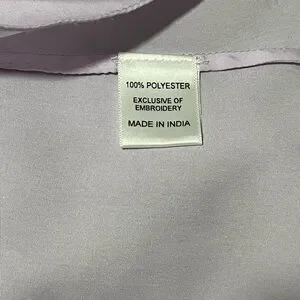 100% POLYESTER
EXCLUSIVE OF
EMBROIDERY
MADE IN INDIA